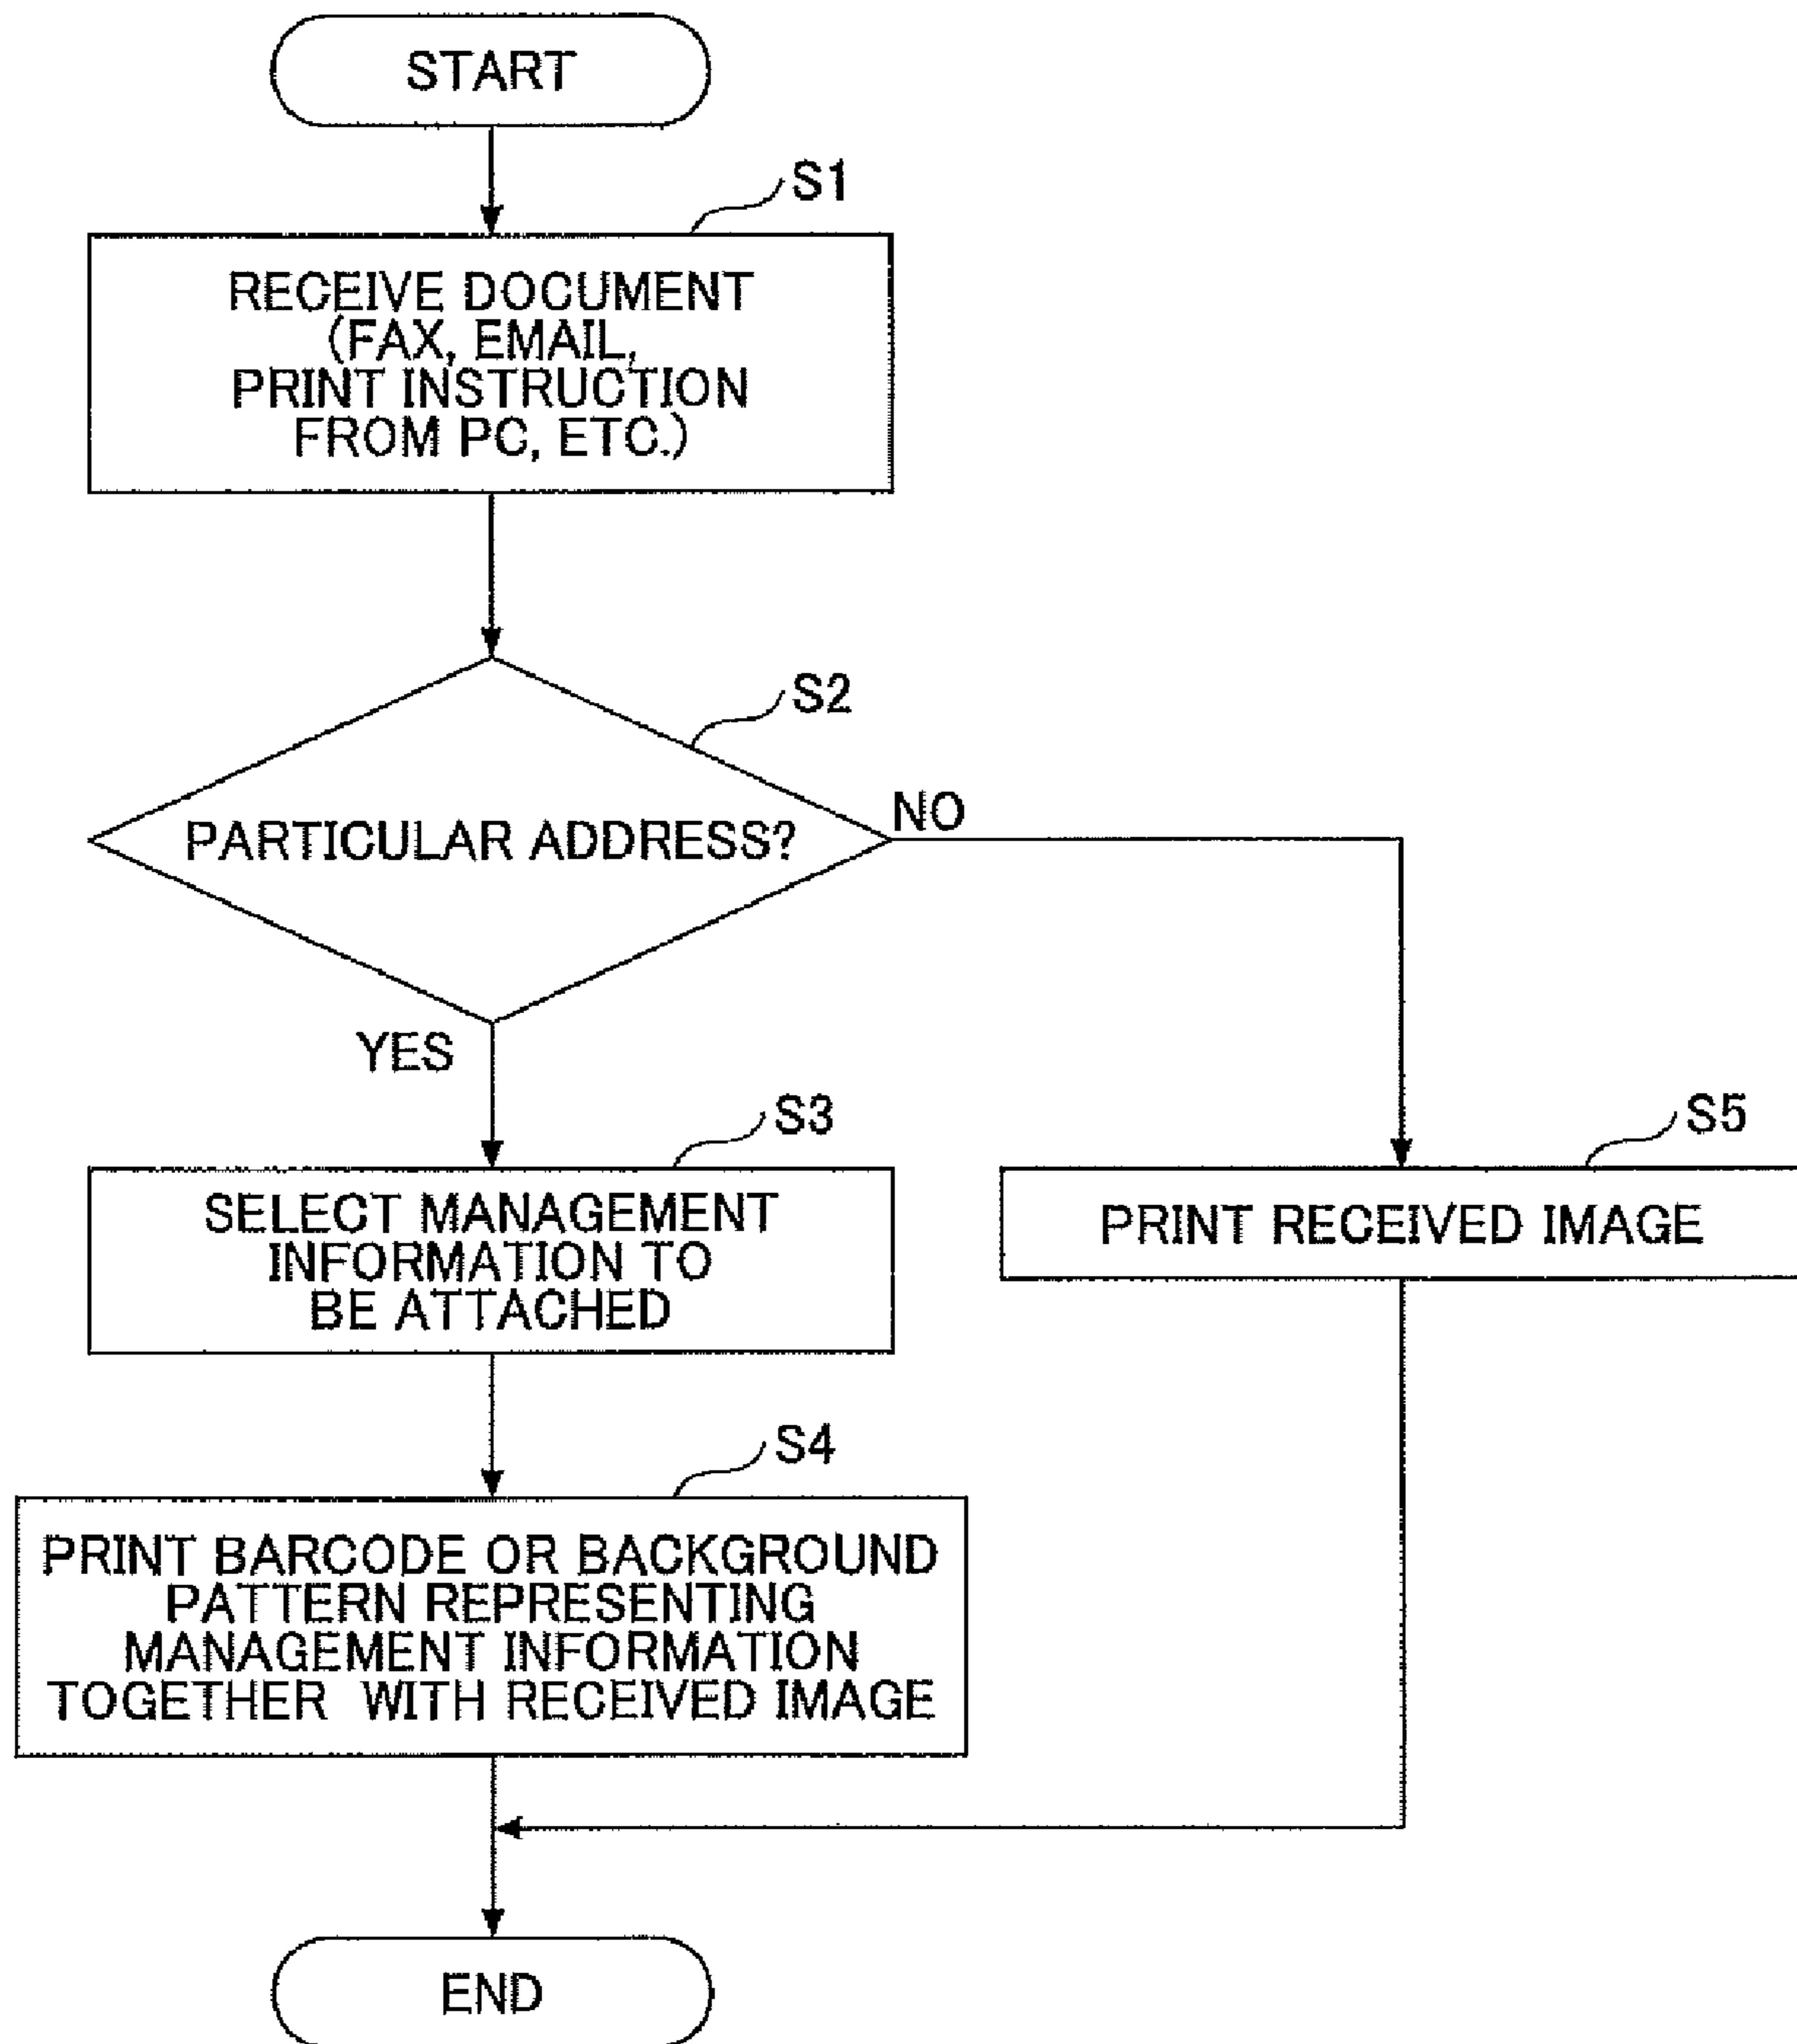 START
S1
RECEIVE DOCUMENT
(FAX, EMAIL,
PRINT INSTRUCTION
FROM PC, ETC.)
S2
PARTICULAR ADDRESS?
NO
YES
S3
SELECT MANAGEMENT
INFORMATION TO
BE ATTACHED
S5
PRINT RECEIVED IMAGE
S4
PRINT BARCODE OR BACKGROUND
PATTERN REPRESENTING
MANAGEMENT INFORMATION
TOGETHER WITH RECEIVED IMAGE
END